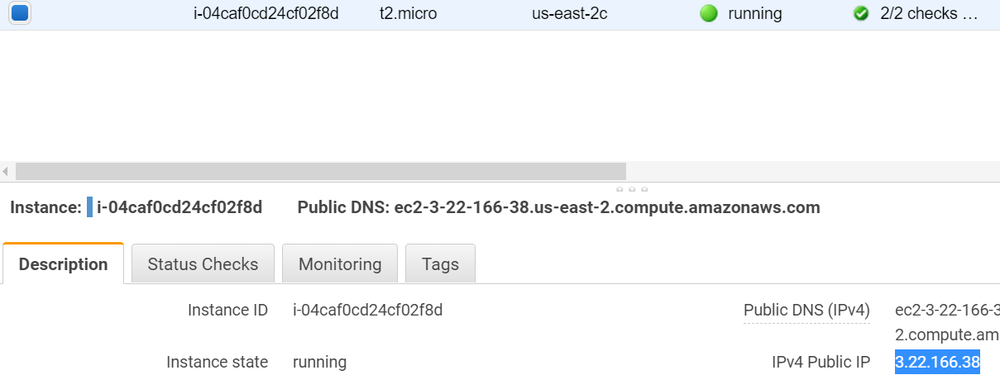 i-04caf0cd24cf02f8d t2.micro us-east-2c running 2/2 checks ...
Instance: i-04caf0cd24cf02f8d Public DNS: ec2-3-22-166-38.us-east-2.compute.amazonaws.com
Description Status Checks Monitoring Tags
Instance ID i-04caf0cd24cf02f8d Public DNS (IPv4) ec2-3-22-166-3
2.compute.am
Instance state running IPv4 Public IP 3.22.166.38